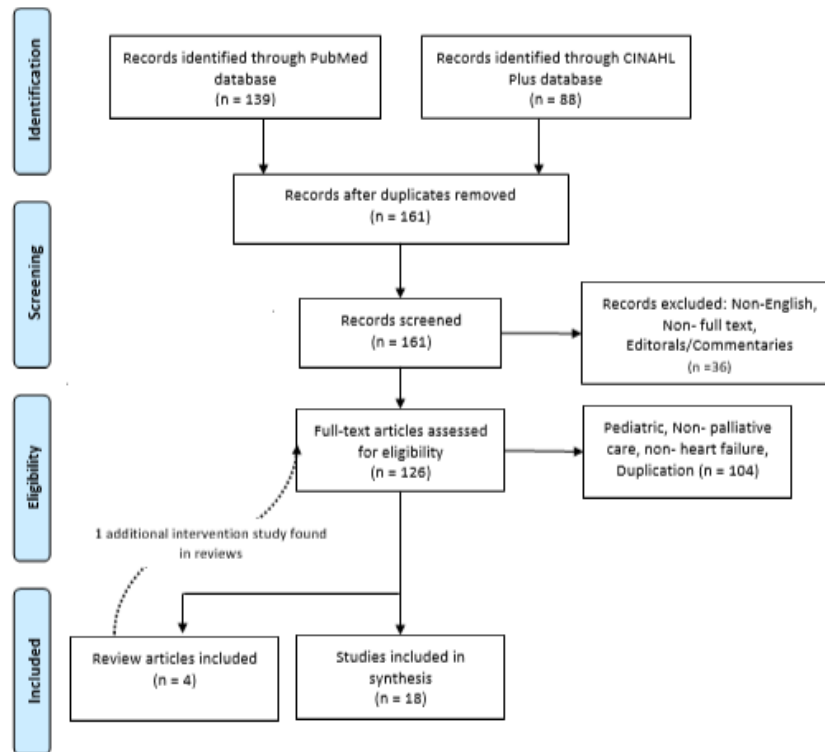 Identification
Records identified through PubMed
database
(n = 139)
Records identified through CINAHL
Plus database
(n = 88)
Records after duplicates removed
(n = 161)
Screening
Records screened
(n = 161)
Records excluded: Non-English,
Non- full text,
Editorals/Commentaries
(n =36)
Eligibility
Full-text articles assessed
for eligibility
(n = 126)
Pediatric, Non- palliative
care, non- heart failure,
Duplication (n = 104)
1 additional intervention study found
in reviews
Included
Review articles included
(n = 4)
Studies included in
synthesis
(n = 18)